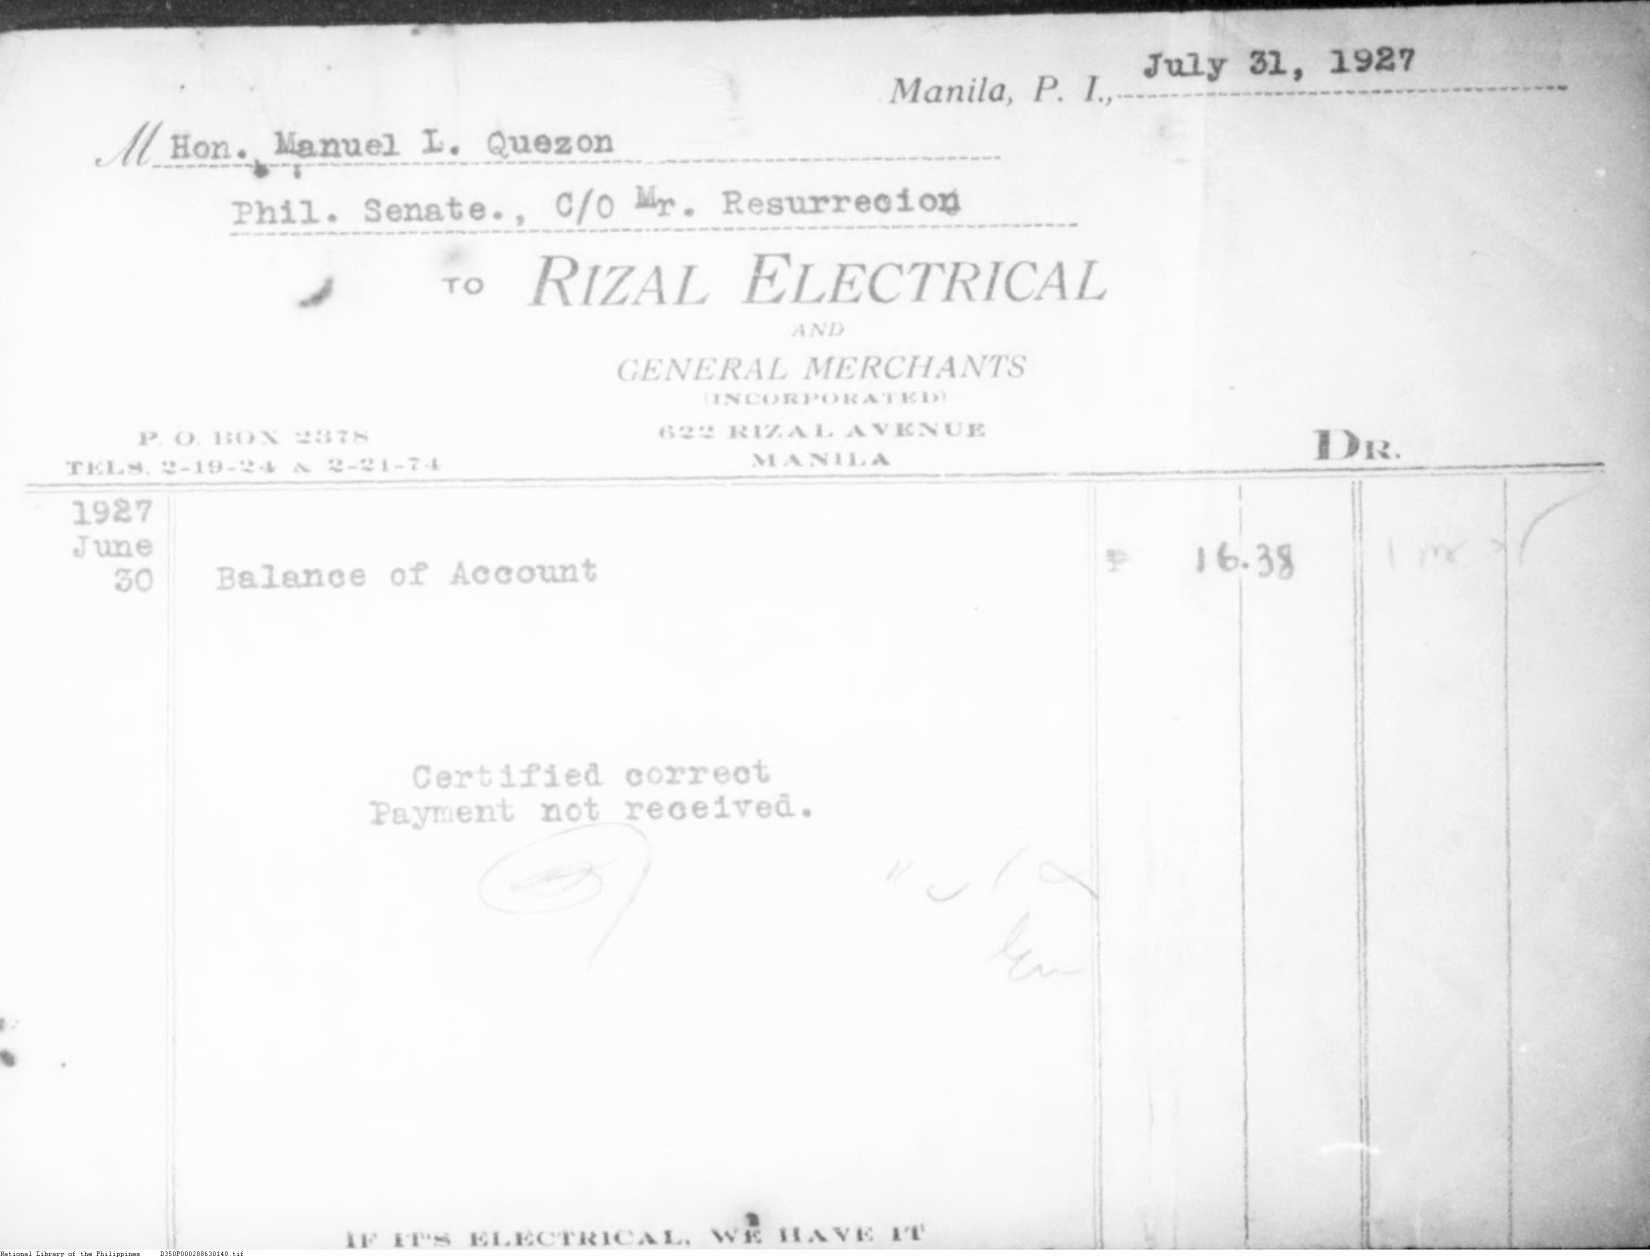 Manila, P. I., July 31, 1927
M Hon. Manuel L. Quezon
Phil. Senate., C/O Mr. Resurrecion
TO RIZAL ELECTRICAL
AND
GENERAL MERCHANTS
(INCORPORATED)
P. O. BOX 2378 622 RIZAL AVENUE
TELS. 2-19-24 & 2-21-74 MANILA DR.
1927
June
30 Balance of Account ₱ 16.38
Certified correct
Payment not received.
IF IT'S ELECTRICAL, WE HAVE IT
National Library of the Philippines D350P000288630140.tif